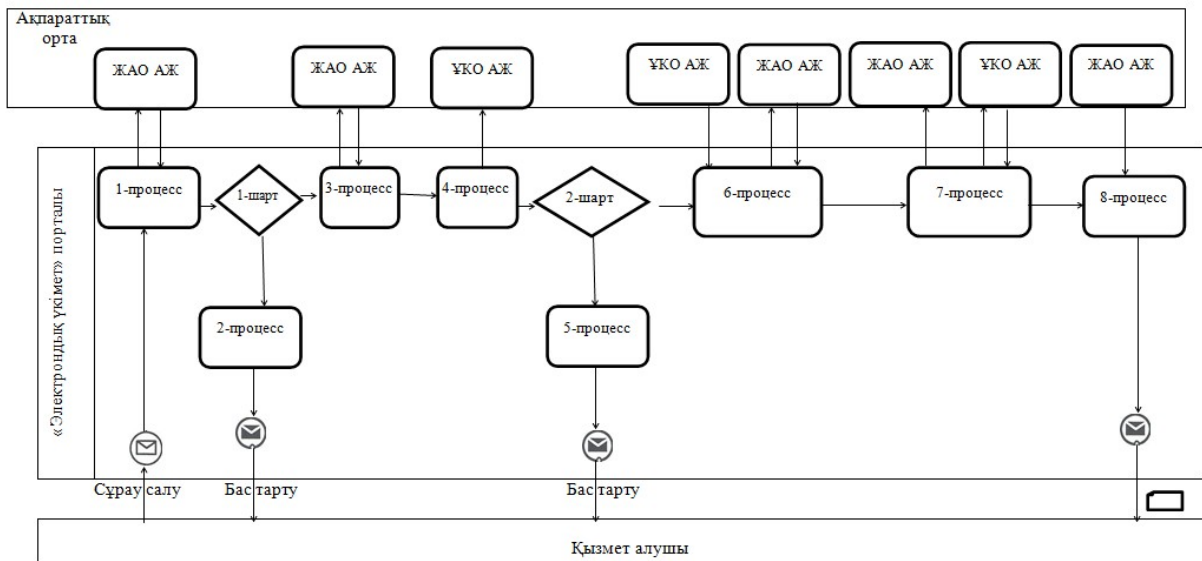 Ақпараттық
орта
ЖАО АЖ
ЖАО АЖ
ҰКО АЖ
ҰКО АЖ
ЖАО АЖ
ЖАО АЖ
ҰКО АЖ
ЖАО АЖ
«Электрондық үкімет» порталы
1-процесс
1-шарт
3-процесс
4-процесс
2-шарт
6-процесс
7-процесс
8-процесс
2-процесс
5-процесс
Сұрау салу
Бас тарту
Бас тарту
Қызмет алушы